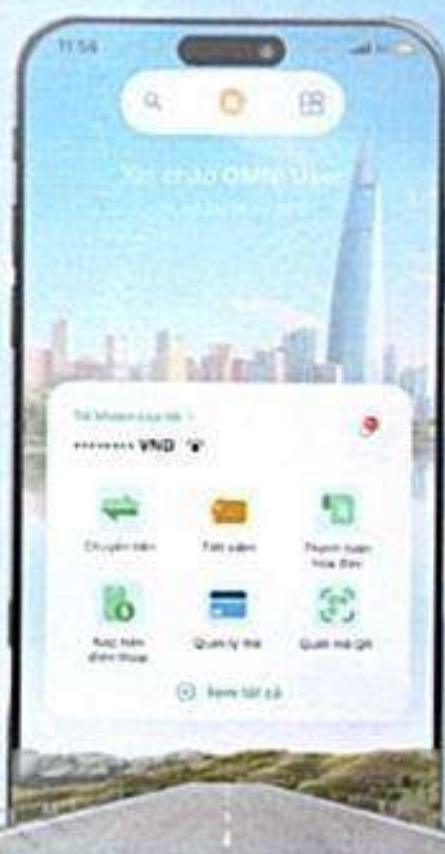 11:54
Xin chào OMNI User
Tài khoản của tôi >
******** VND
Chuyển tiền
Tiết kiệm
Thanh toán
hóa đơn
Nạp tiền
điện thoại
Quản lý thẻ
Quét mã QR
Xem tất cả